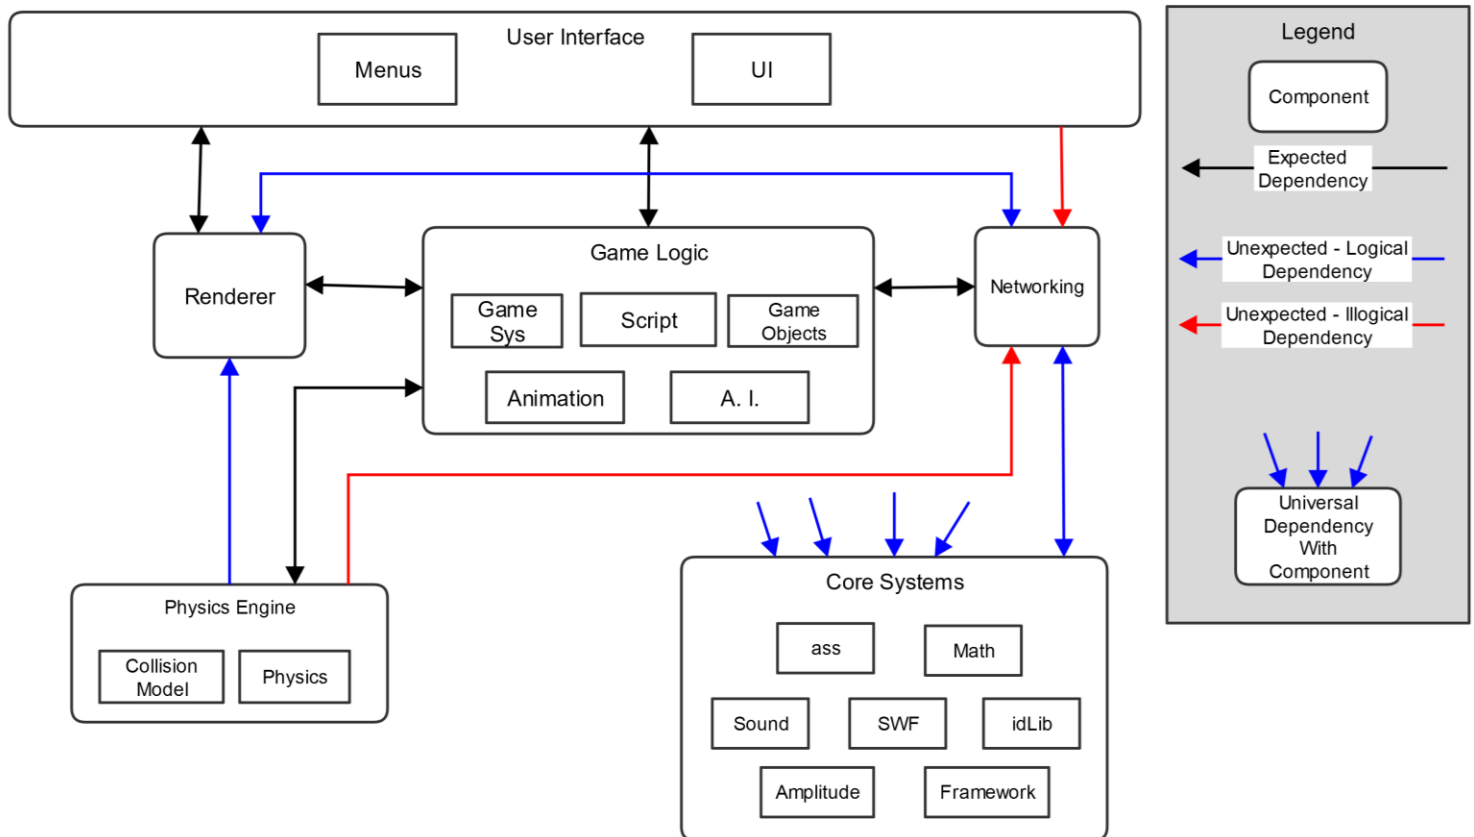 User Interface
Menus
UI
Renderer
Game Logic
Game
Sys
Script
Game
Objects
Animation
A. I.
Networking
Physics Engine
Collision
Model
Physics
Core Systems
ass
Math
Sound
SWF
idLib
Amplitude
Framework
Legend
Component
Expected
Dependency
Unexpected - Logical
Dependency
Unexpected - Illogical
Dependency
Universal
Dependency
With
Component